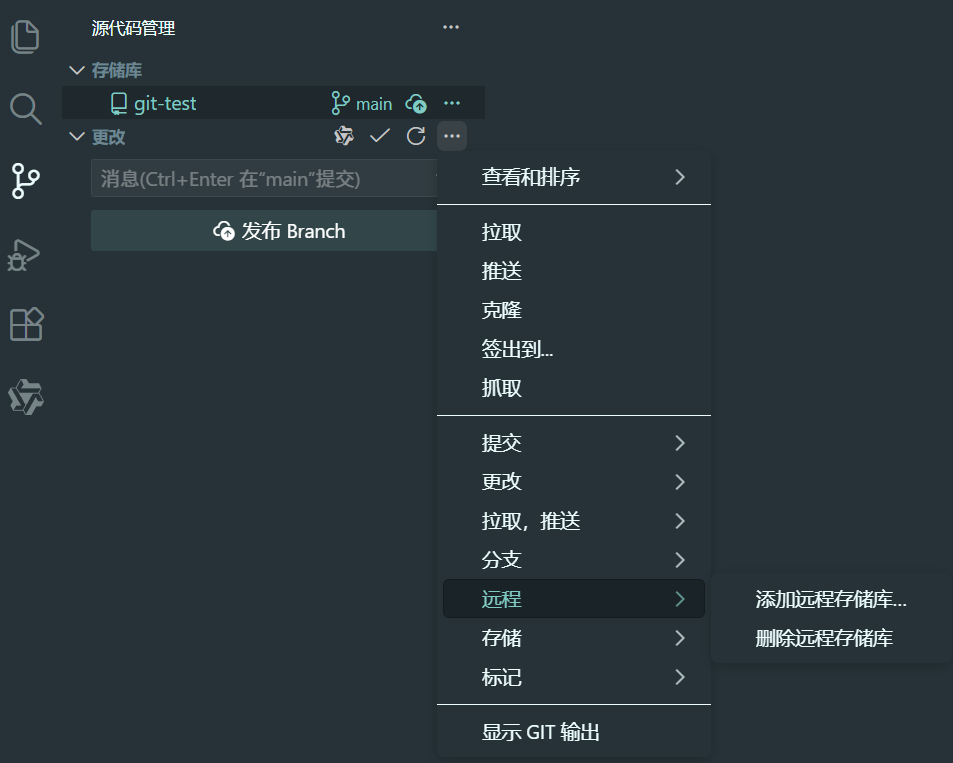 源代码管理
存储库
git-test main
更改
消息(Ctrl+Enter 在“main”提交)
发布 Branch
查看和排序
拉取
推送
克隆
签出到...
抓取
提交
更改
拉取，推送
分支
远程
添加远程存储库...
删除远程存储库
存储
标记
显示 GIT 输出